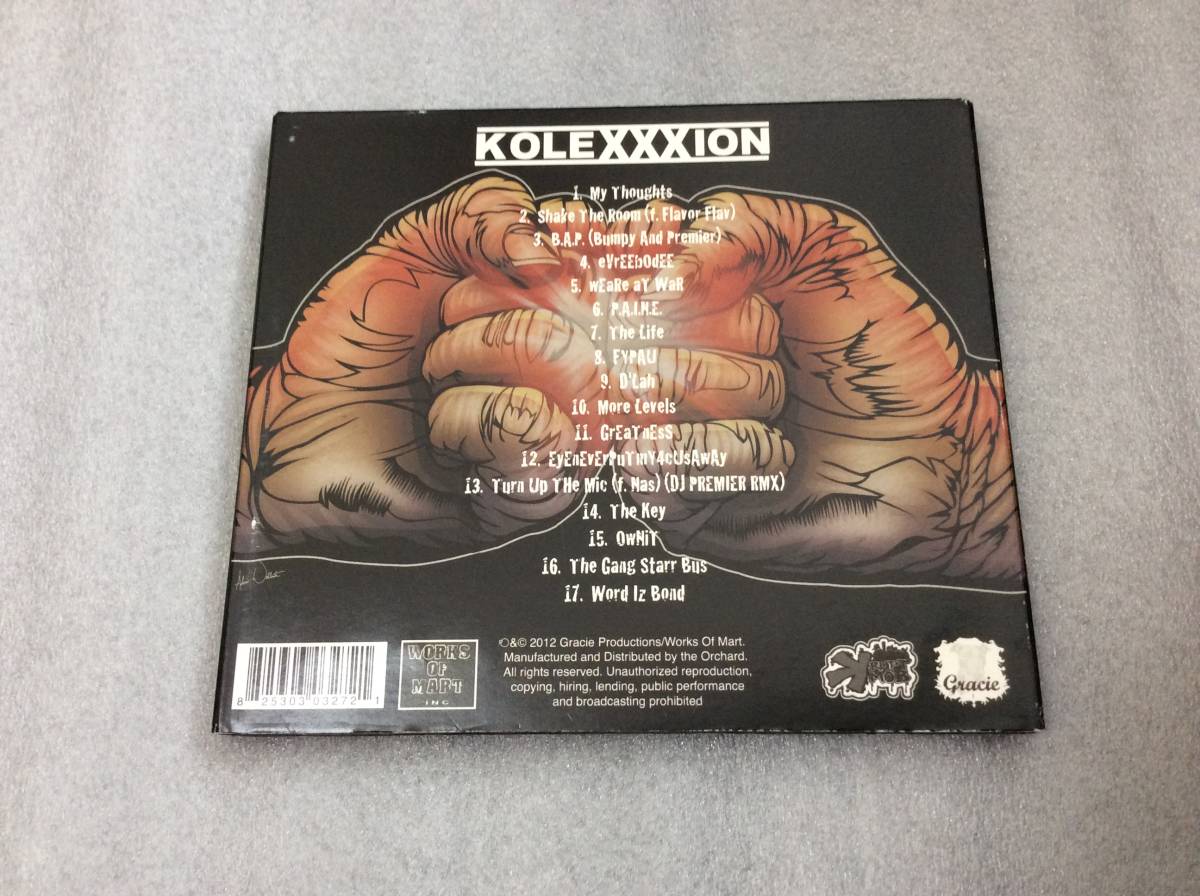 KOLEXXXION
1. My Thoughts
2. Shake The Room (f. Flavor Flav)
3. B.A.P. (Bumpy And Premier)
4. eVrEEbOdEE
5. wEaRe aT WaR
6. P.A.I.N.E.
7. The Life
8. FYPAU
9. D'Lah
10. More Levels
11. GrEaTnEsS
12. EyEnEvErPuTmY4cUsAwAy
13. Turn Up THe Mic (f. Nas) (DJ PREMIER RMX)
14. The Key
15. OwNiT
16. The Gang Starr Bus
17. Word Iz Bond
℗&© 2012 Gracie Productions/Works Of Mart.
Manufactured and Distributed by the Orchard.
All rights reserved. Unauthorized reproduction,
copying, hiring, lending, public performance
and broadcasting prohibited
8 25303 03272 1
WORKS
OF
MART
INC
Gracie